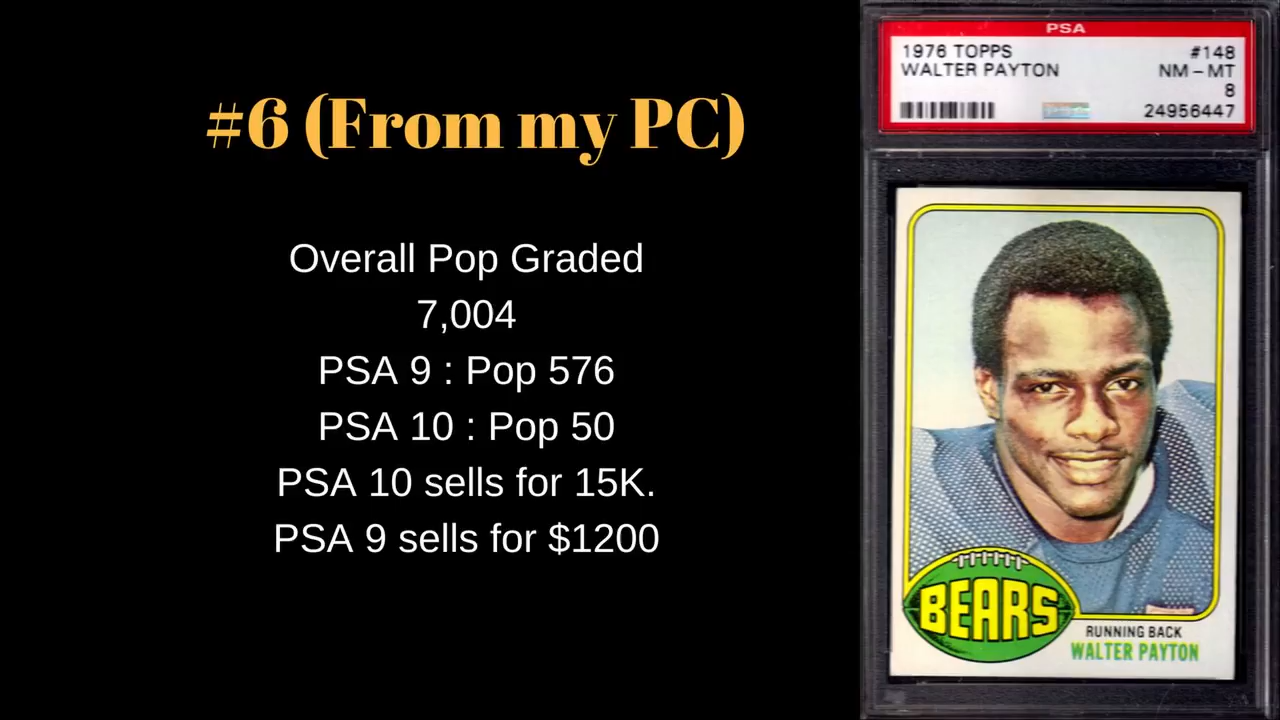 #6 (From my PC)
Overall Pop Graded
7,004
PSA 9 : Pop 576
PSA 10 : Pop 50
PSA 10 sells for 15K.
PSA 9 sells for $1200
PSA
1976 TOPPS #148
WALTER PAYTON NM – MT
8
24956447
BEARS
RUNNING BACK
WALTER PAYTON